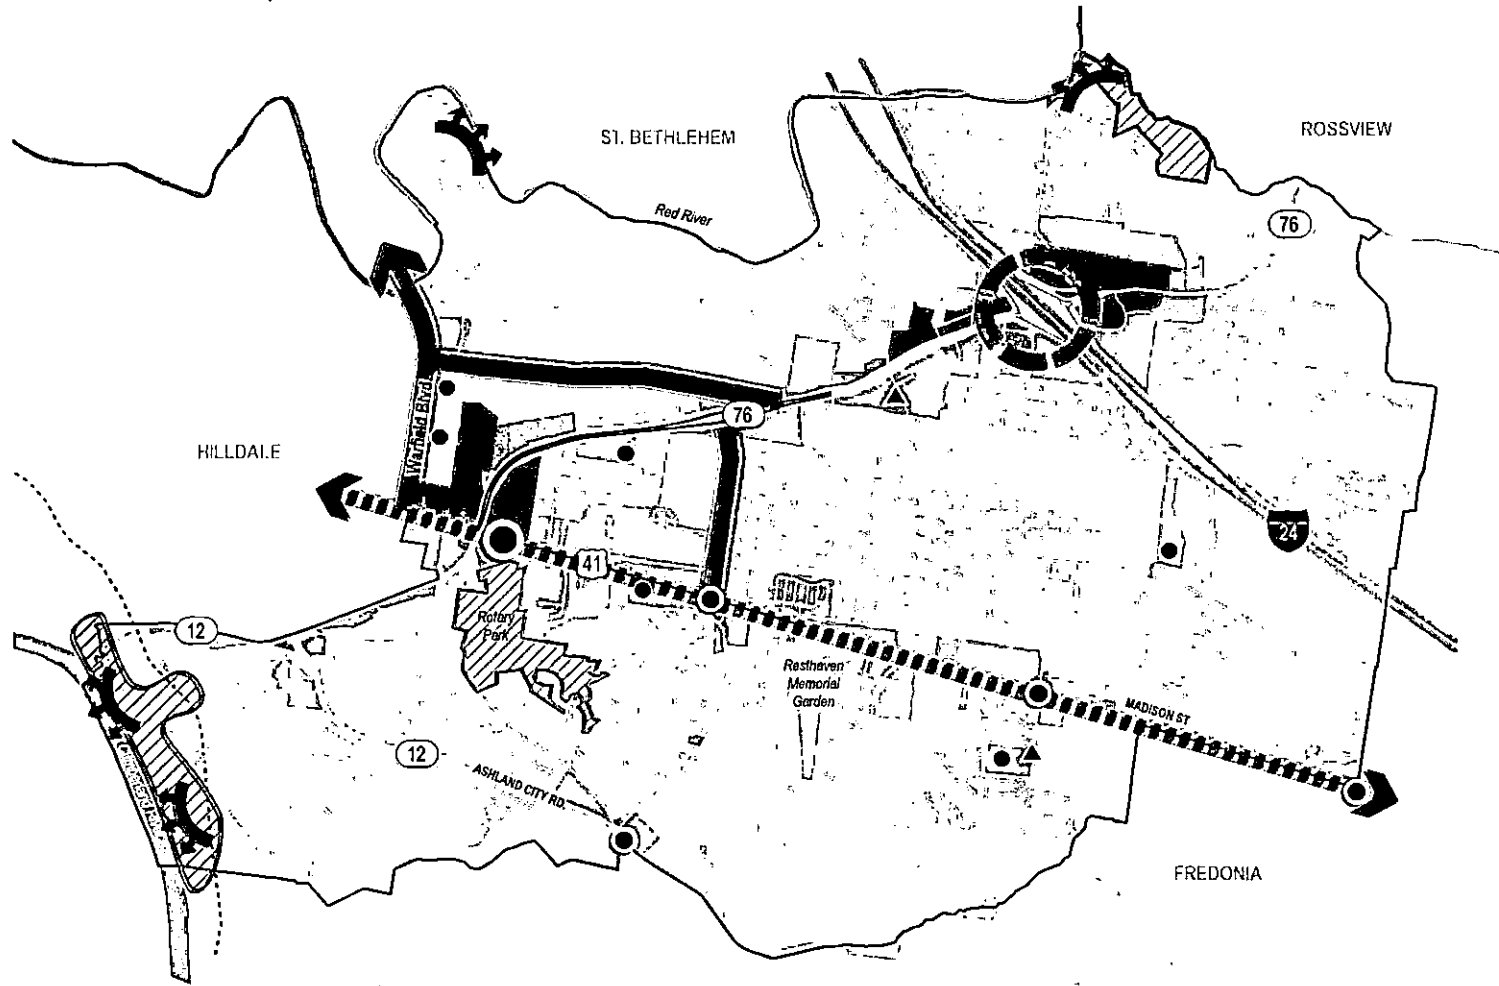 ST. BETHLEHEM
ROSSVIEW
Red River
76
Warfield Blvd
76
HILLDALE
24
41
12
Rotary
Park
Resthaven
Memorial
Garden
MADISON ST
12
ASHLAND CITY RD.
FREDONIA